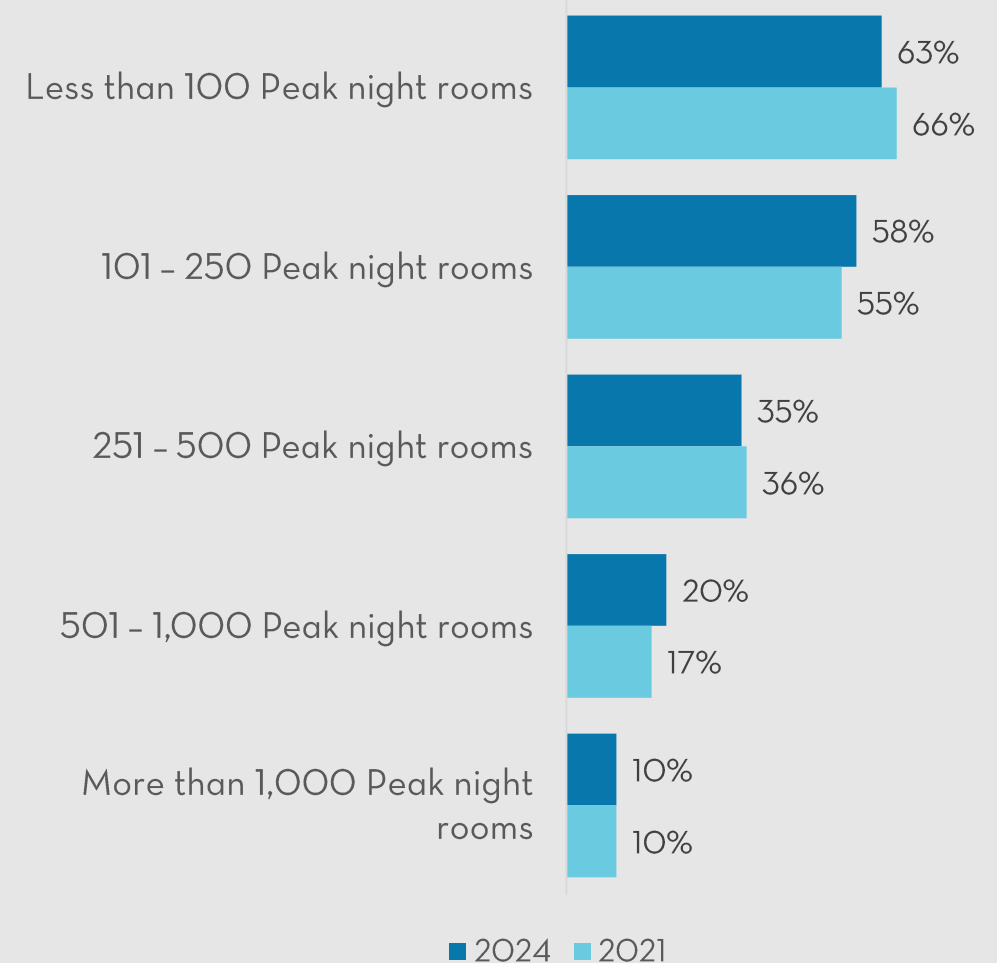 63%
Less than 100 Peak night rooms
66%
58%
101 – 250 Peak night rooms
55%
35%
251 – 500 Peak night rooms
36%
20%
501 – 1,000 Peak night rooms
17%
10%
More than 1,000 Peak night
rooms
10%
2024 2021